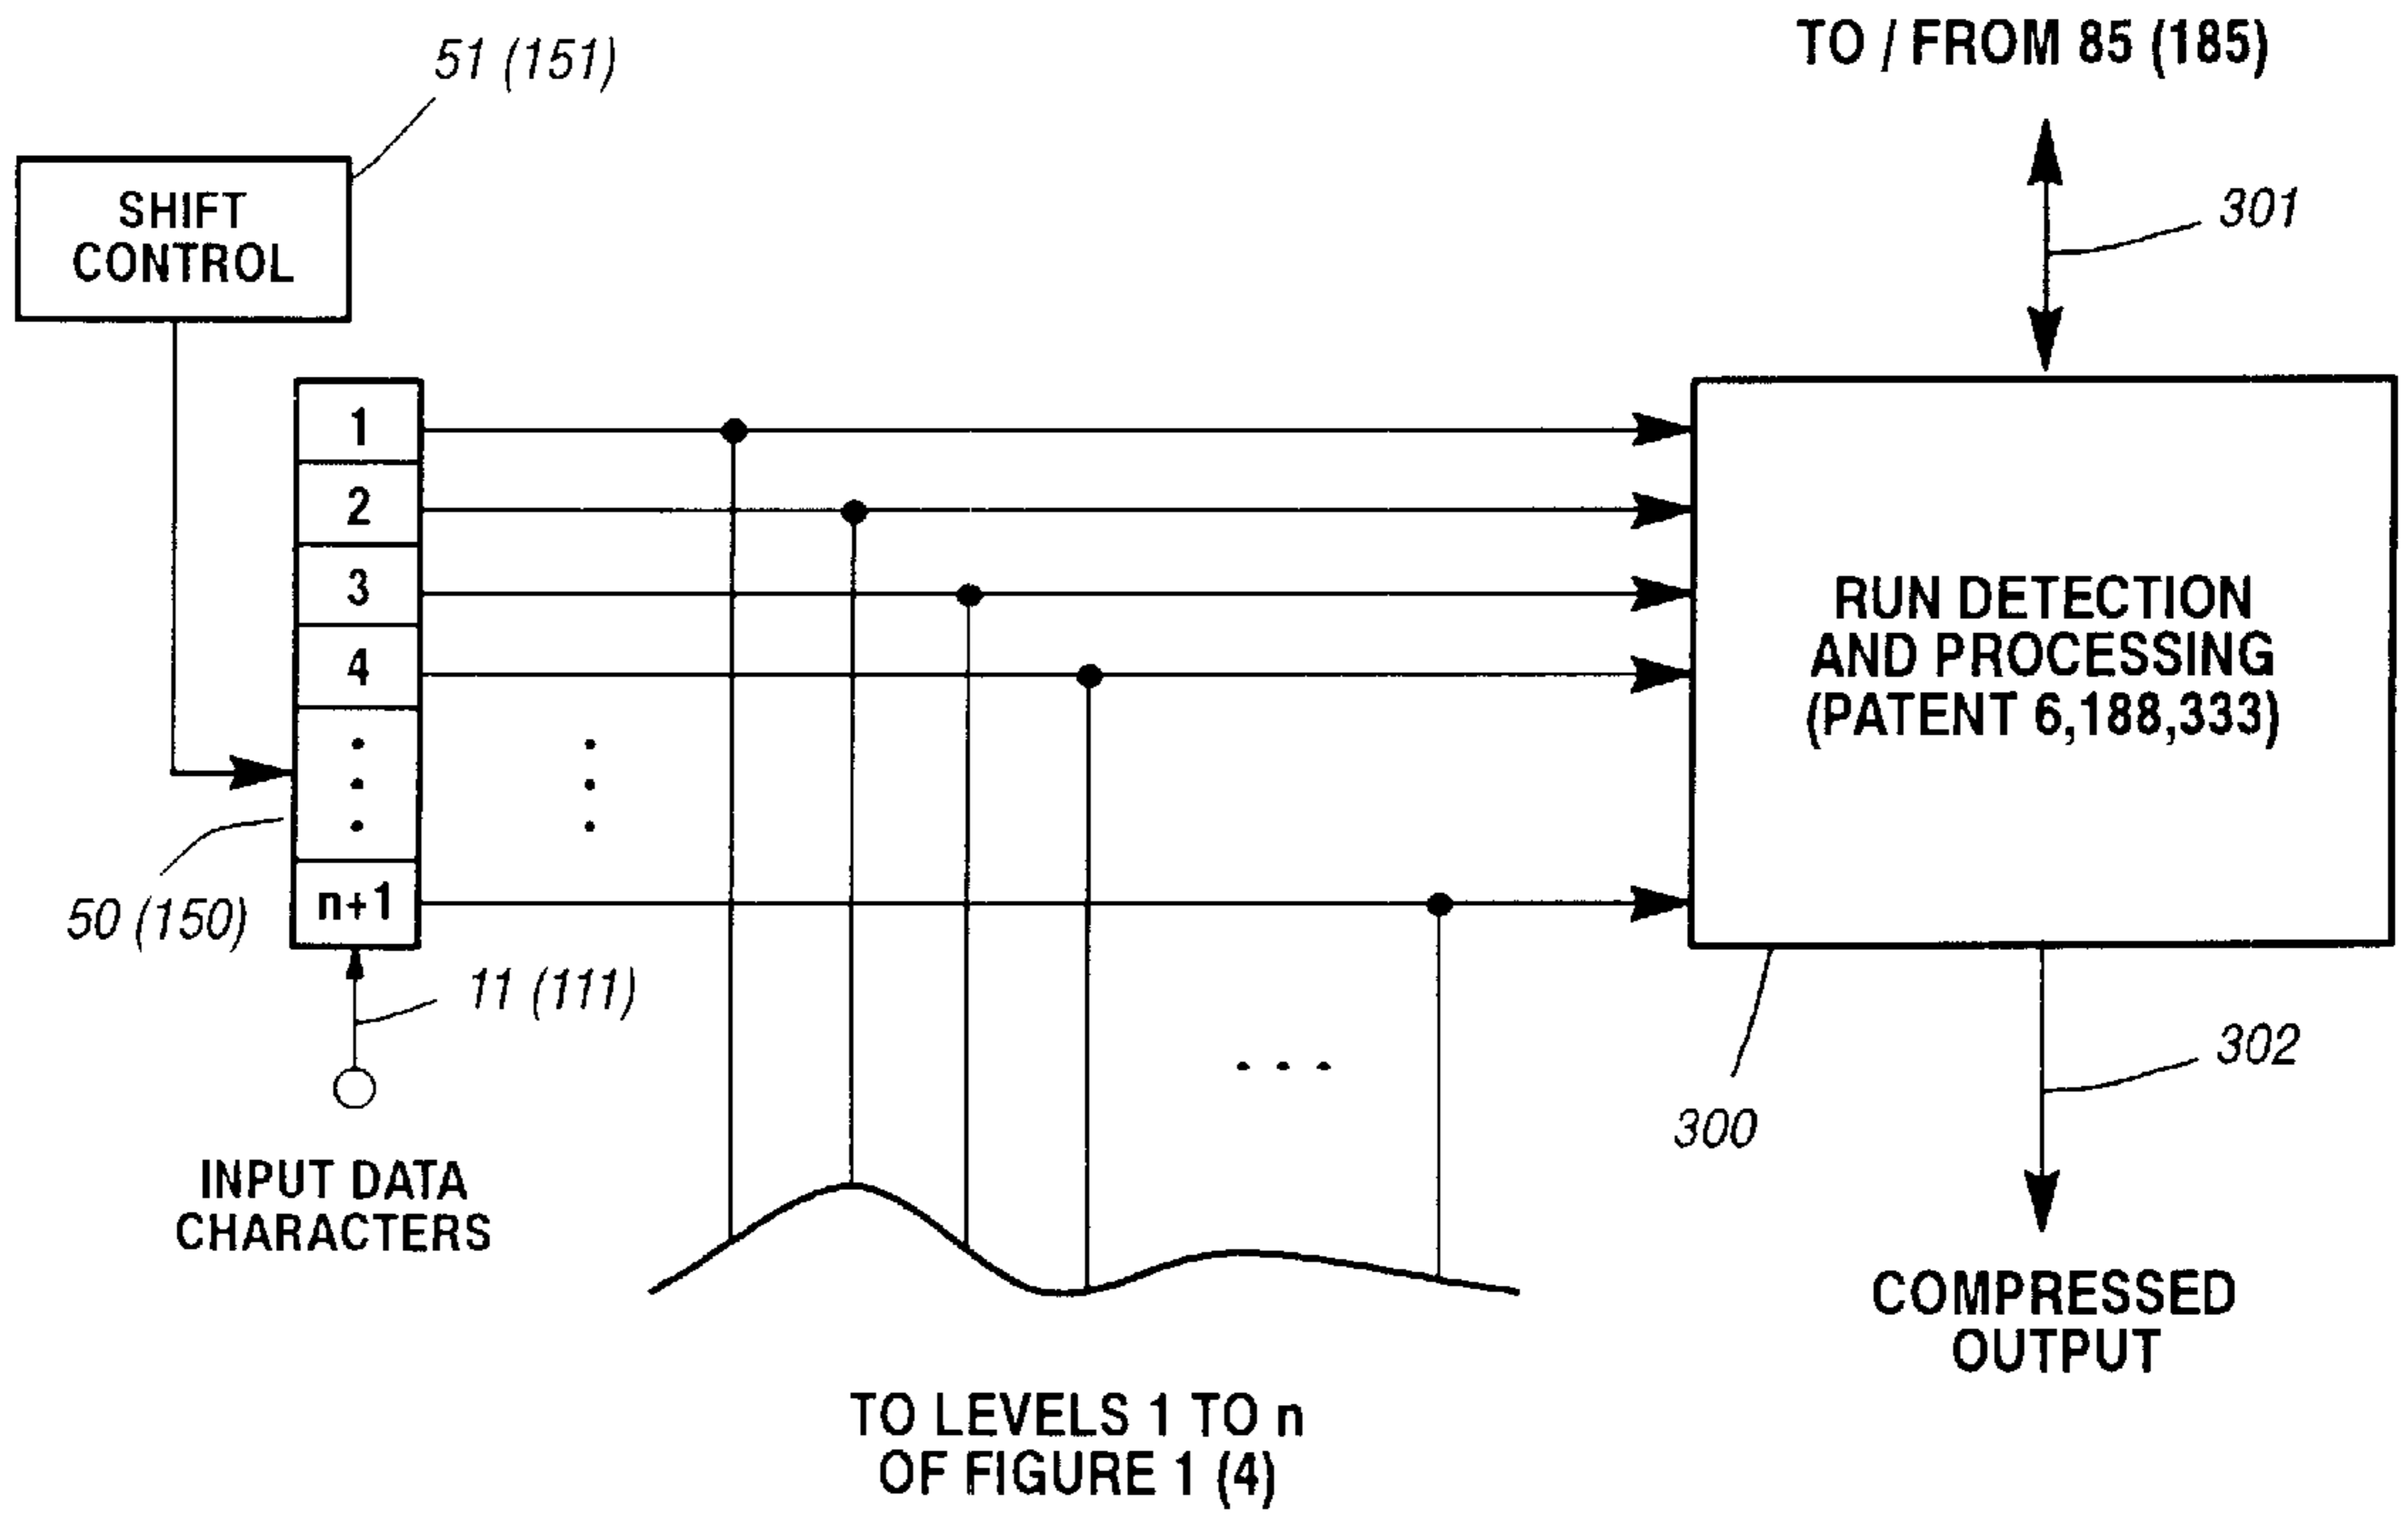 51 (151)
TO / FROM 85 (185)
SHIFT
CONTROL
301
1
2
3
4
RUN DETECTION
AND PROCESSING
(PATENT 6,188,333)
50 (150)
n+1
11 (111)
300
302
INPUT DATA
CHARACTERS
COMPRESSED
OUTPUT
TO LEVELS 1 TO n
OF FIGURE 1 (4)